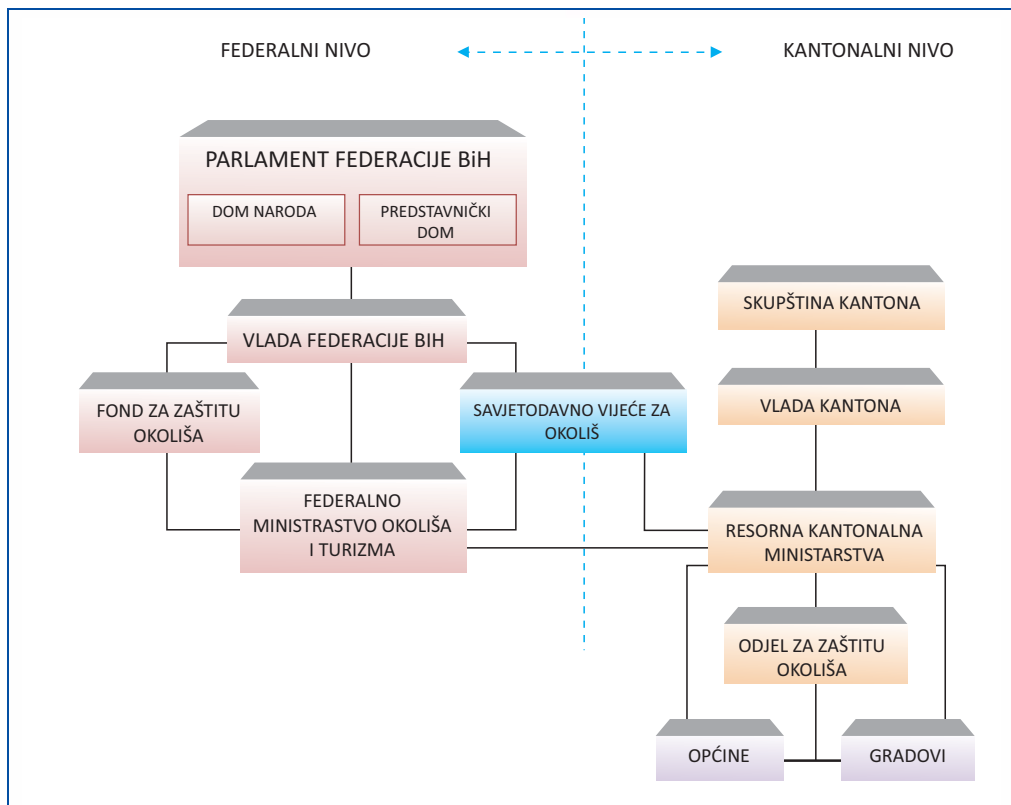 FEDERALNI NIVO
KANTONALNI NIVO
PARLAMENT FEDERACIJE BiH
DOM NARODA
PREDSTAVNIČKI
DOM
SKUPŠTINA KANTONA
VLADA FEDERACIJE BIH
FOND ZA ZAŠTITU
OKOLIŠA
SAVJETODAVNO VIJEĆE ZA
OKOLIŠ
VLADA KANTONA
FEDERALNO
MINISTRASTVO OKOLIŠA
I TURIZMA
RESORNA KANTONALNA
MINISTARSTVA
ODJEL ZA ZAŠTITU
OKOLIŠA
OPĆINE
GRADOVI